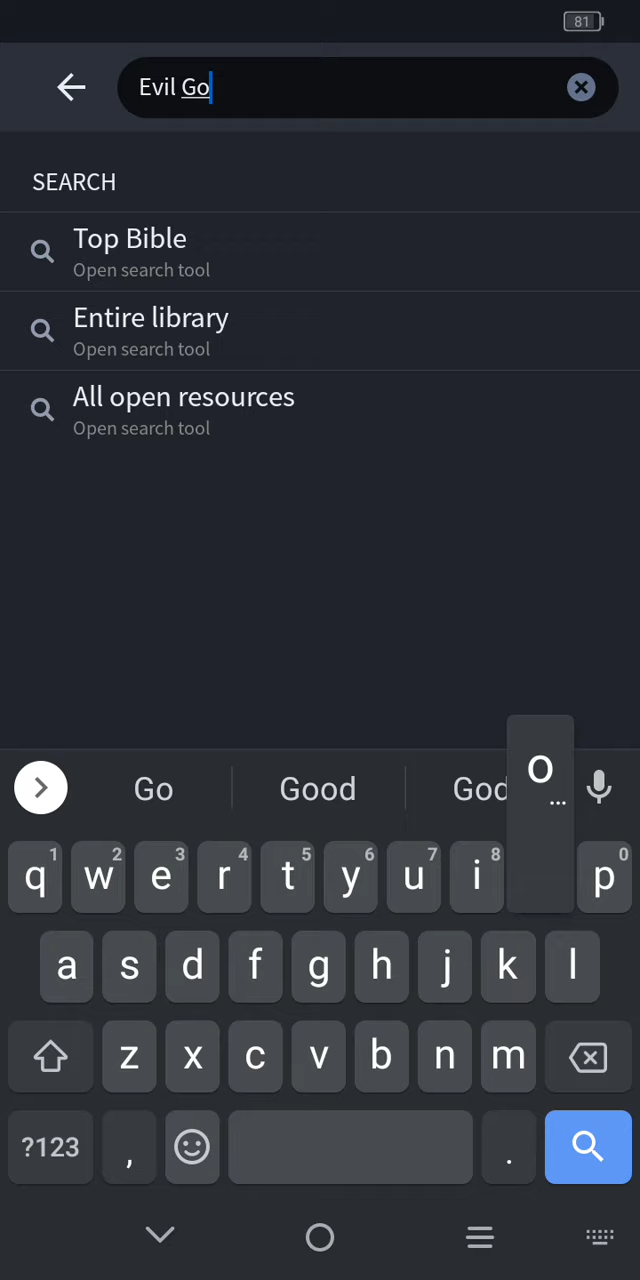 81
Evil Go
SEARCH
Top Bible
Open search tool
Entire library
Open search tool
All open resources
Open search tool
Go Good God
o
...
q 1 w 2 e 3 r 4 t 5 y 6 u 7 i 8 p 0
a s d f g h j k l
z x c v b n m
?123 , .